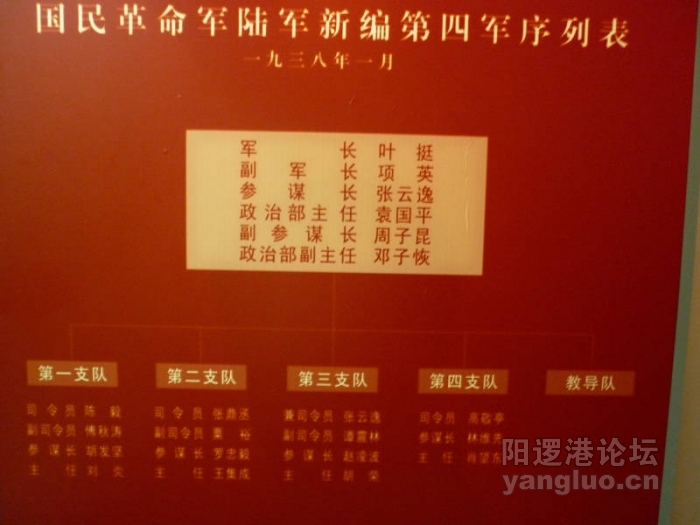 国民革命军陆军新编第四军序列表
一九三八年一月
军长 叶挺
副军长 项英
参谋长 张云逸
政治部主任 袁国平
副参谋长 周子昆
政治部副主任 邓子恢
第一支队
司令员 陈毅
副司令员 傅秋涛
参谋长 胡发坚
主任 刘炎
第二支队
司令员 张鼎丞
副司令员 粟裕
参谋长 罗忠毅
主任 王集成
第三支队
兼司令员 张云逸
副司令员 谭震林
参谋长 赵凌波
主任 胡荣
第四支队
司令员 高敬亭
参谋长 林维先
主任 肖望东
教导队
阳逻港论坛
yangluo.cn